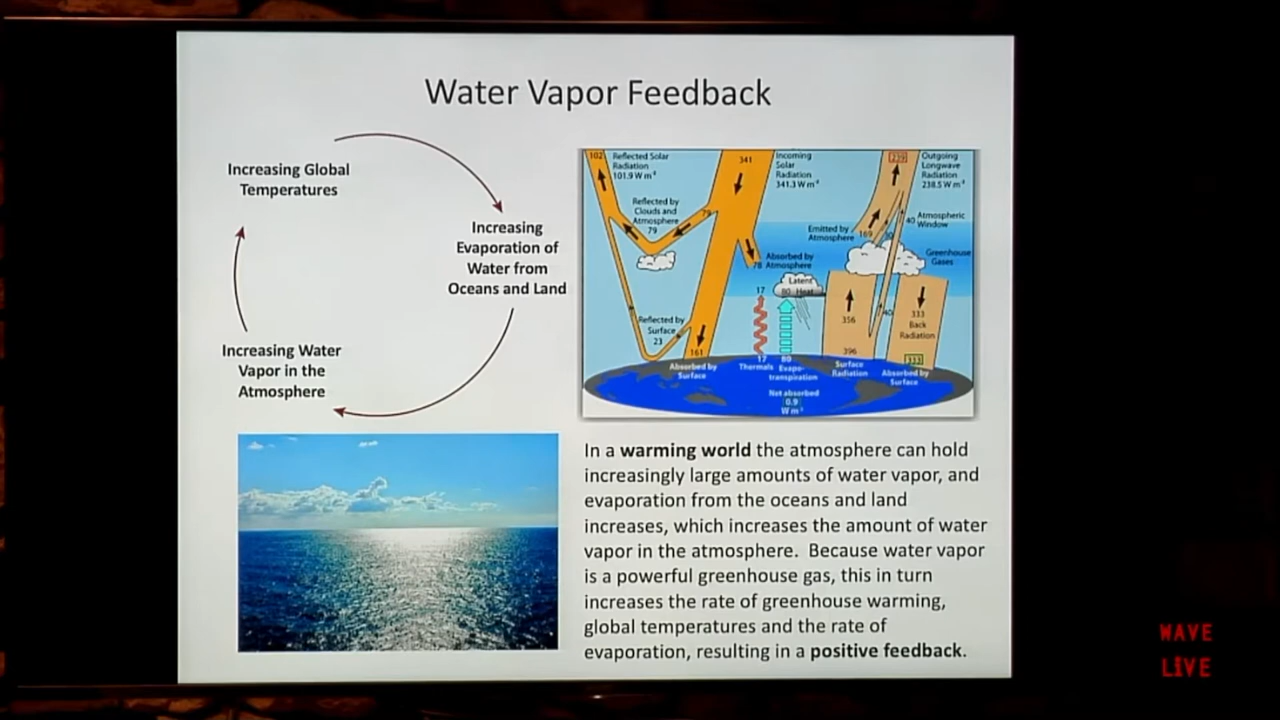 Water Vapor Feedback
Increasing Global
Temperatures
Increasing
Evaporation of
Water from
Oceans and Land
Increasing Water
Vapor in the
Atmosphere
102
Reflected Solar
Radiation
101.9 W m⁻²
341
Incoming
Solar
Radiation
341.3 W m⁻²
239
Outgoing
Longwave
Radiation
238.5 W m⁻²
Reflected by
Clouds and
Atmosphere
79
79
Emitted by
Atmosphere
169
30
40
Atmospheric
Window
Greenhouse
Gases
Absorbed by
78 Atmosphere
Latent
80 Heat
17
Reflected by
Surface
23
356
40
333
Back
Radiation
161
Absorbed by
Surface
17
Thermals
80
Evapo-
transpiration
396
Surface
Radiation
333
Absorbed by
Surface
Net absorbed
0.9
W m⁻²
In a warming world the atmosphere can hold
increasingly large amounts of water vapor, and
evaporation from the oceans and land
increases, which increases the amount of water
vapor in the atmosphere.  Because water vapor
is a powerful greenhouse gas, this in turn
increases the rate of greenhouse warming,
global temperatures and the rate of
evaporation, resulting in a positive feedback.
WAVE
LiVE